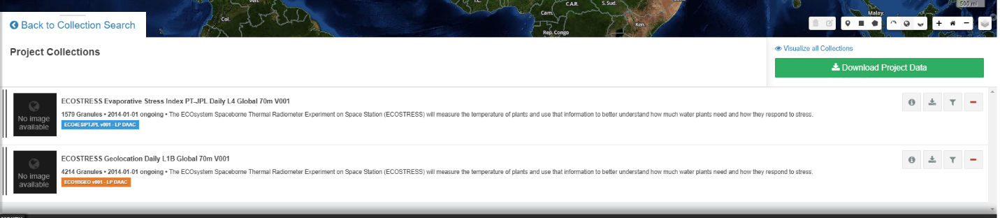 Ven.
Col.
T.C.
Cam.
C.A.R.
S. Sud.
Rep. Congo
Ken.
Malay.
500 mi
Back to Collection Search
Project Collections
Visualize all Collections
Download Project Data
No image
available
ECOSTRESS Evaporative Stress Index PT-JPL Daily L4 Global 70m V001
1579 Granules • 2014-01-01 ongoing • The ECOsystem Spaceborne Thermal Radiometer Experiment on Space Station (ECOSTRESS) will measure the temperature of plants and use that information to better understand how much water plants need and how they respond to stress.
ECO4ESIPTJPL v001 - LP DAAC
No image
available
ECOSTRESS Geolocation Daily L1B Global 70m V001
4214 Granules • 2014-01-01 ongoing • The ECOsystem Spaceborne Thermal Radiometer Experiment on Space Station (ECOSTRESS) will measure the temperature of plants and use that information to better understand how much water plants need and how they respond to stress.
ECO1BGEO v001 - LP DAAC